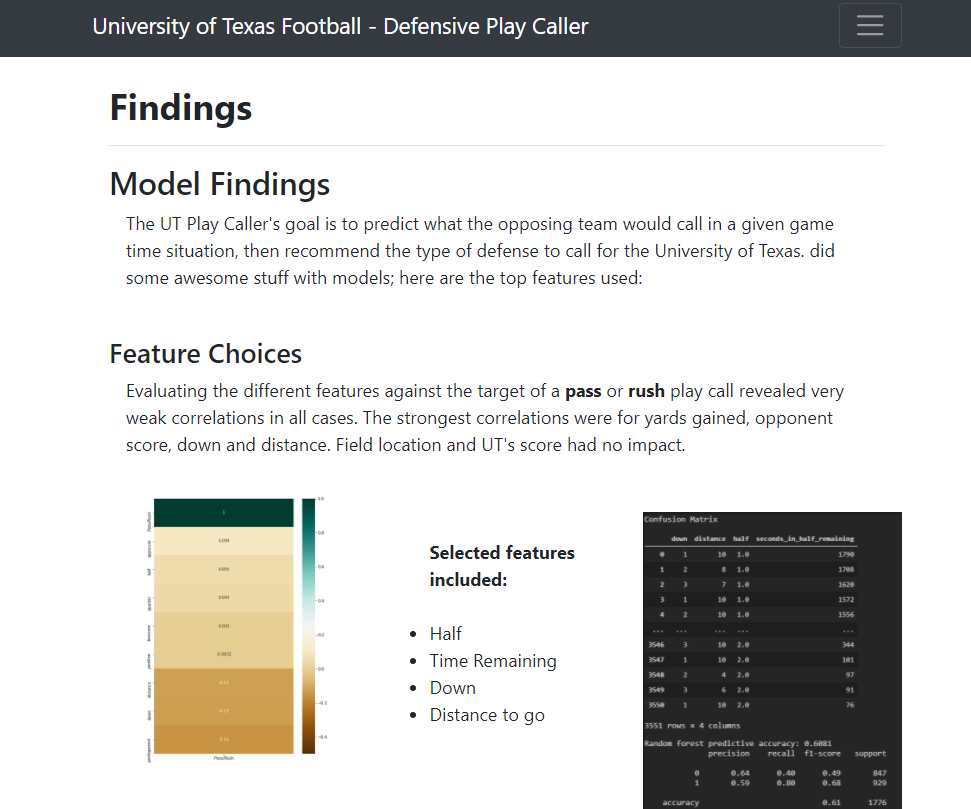 University of Texas Football - Defensive Play Caller
Findings
Model Findings
The UT Play Caller's goal is to predict what the opposing team would call in a given game
time situation, then recommend the type of defense to call for the University of Texas. did
some awesome stuff with models; here are the top features used:
Feature Choices
Evaluating the different features against the target of a pass or rush play call revealed very
weak correlations in all cases. The strongest correlations were for yards gained, opponent
score, down and distance. Field location and UT's score had no impact.
Selected features
included:
Half
Time Remaining
Down
Distance to go
Confusion Matrix
down distance half seconds_in_half_remaining
0 1 10 1.0 1790
1 2 8 1.0 1708
2 3 7 1.0 1620
3 1 10 1.0 1572
4 2 10 1.0 1556
... ... ... ... ...
3546 3 10 2.0 344
3547 1 10 2.0 101
3548 2 4 2.0 97
3549 3 6 2.0 91
3550 1 10 2.0 76
3551 rows × 4 columns
Random forest predictive accuracy: 0.6081
precision recall f1-score support
0 0.64 0.40 0.49 847
1 0.59 0.80 0.68 929
accuracy 0.61 1776